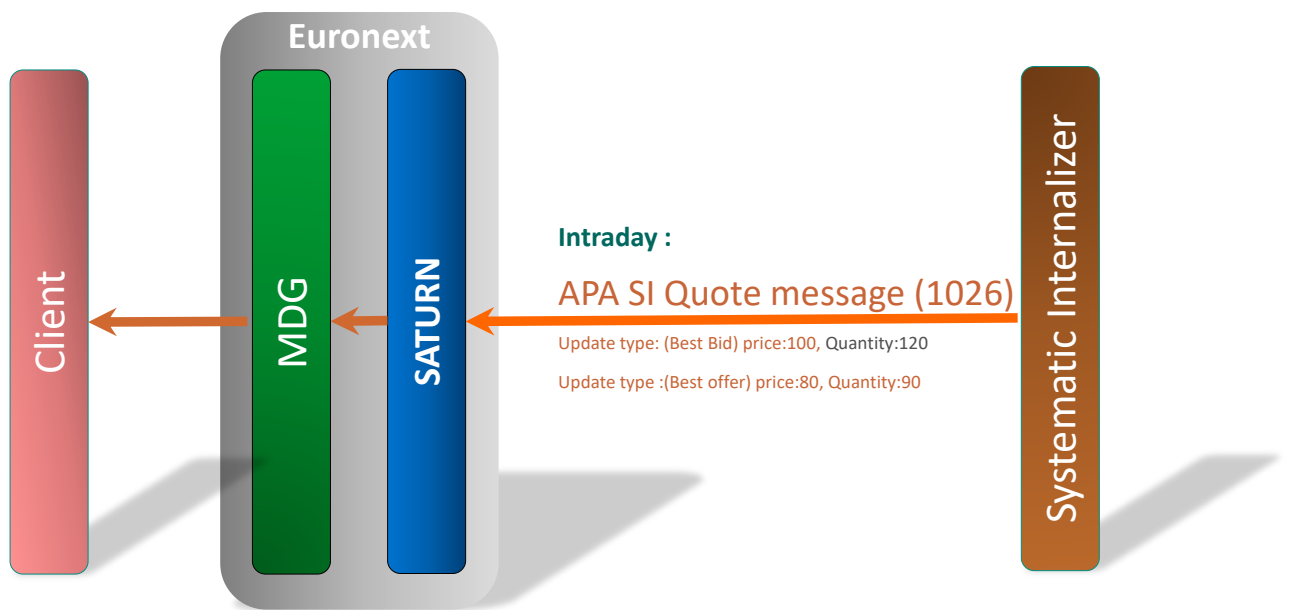 Euronext
Client
MDG
SATURN
Intraday :
APA SI Quote message (1026)
Update type: (Best Bid) price:100, Quantity:120
Update type :(Best offer) price:80, Quantity:90
Systematic Internalizer